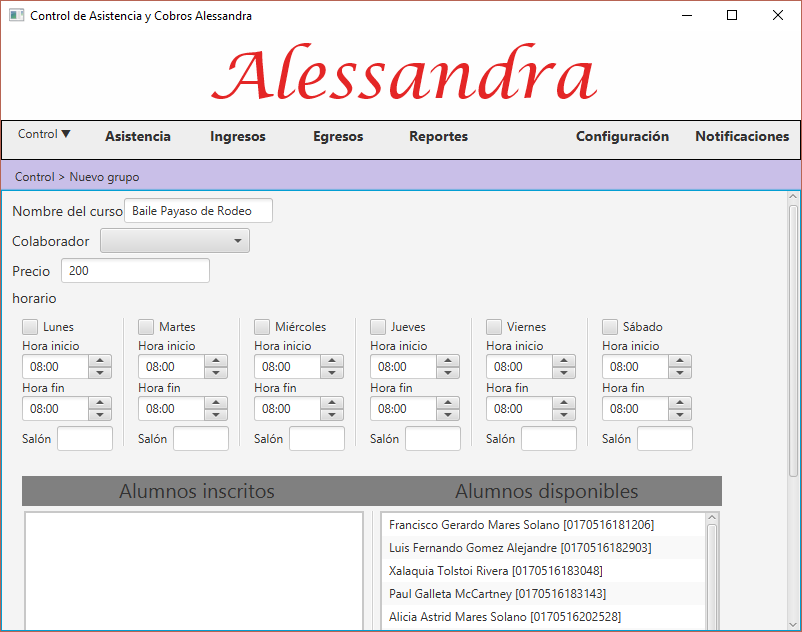 Control de Asistencia y Cobros Alessandra
Alessandra
Control ▼ Asistencia Ingresos Egresos Reportes Configuración Notificaciones
Control > Nuevo grupo
Nombre del curso Baile Payaso de Rodeo
Colaborador
Precio 200
horario
Lunes Martes Miércoles Jueves Viernes Sábado
Hora inicio Hora inicio Hora inicio Hora inicio Hora inicio Hora inicio
08:00 08:00 08:00 08:00 08:00 08:00
Hora fin Hora fin Hora fin Hora fin Hora fin Hora fin
08:00 08:00 08:00 08:00 08:00 08:00
Salón Salón Salón Salón Salón Salón
Alumnos inscritos Alumnos disponibles
Francisco Gerardo Mares Solano [0170516181206]
Luis Fernando Gomez Alejandre [0170516182903]
Xalaquia Tolstoi Rivera [0170516183048]
Paul Galleta McCartney [0170516183143]
Alicia Astrid Mares Solano [0170516202528]